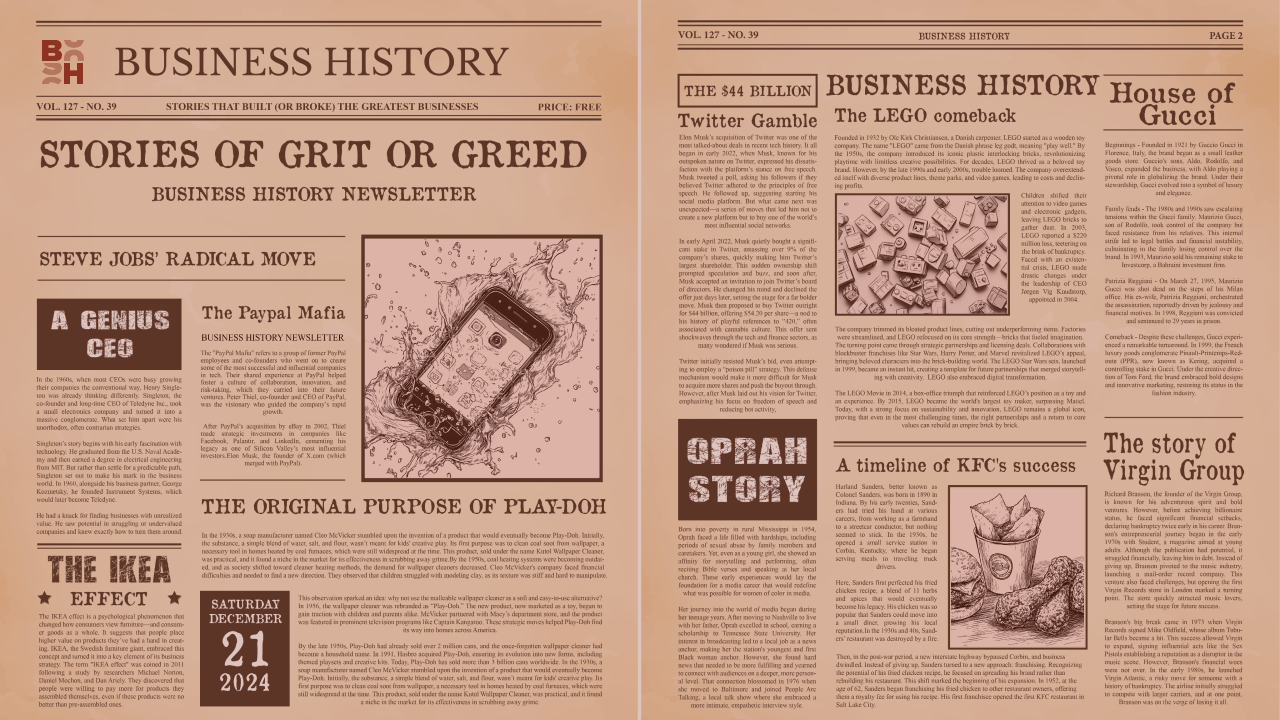 B H
BUSINESS HISTORY
VOL. 127 - NO. 39
STORIES THAT BUILT (OR BROKE) THE GREATEST BUSINESSES
PRICE: FREE
STORIES OF GRIT OR GREED
BUSINESS HISTORY NEWSLETTER
STEVE JOBS' RADICAL MOVE
A GENIUS
CEO
In the 1960s, when most CEOs were busy growing
their companies the conventional way, Henry Single-
ton was already thinking differently. Singleton, the
co-founder and long-time CEO of Teledyne Inc., took
a small electronics company and turned it into a
massive conglomerate. What set him apart were his
unorthodox, often contrarian strategies.
Singleton's story begins with his early fascination with
technology. He graduated from the U.S. Naval Acade-
my and then earned a degree in electrical engineering
from MIT. But rather than settle for a predictable path,
Singleton set out to make his mark in the business
world. In 1960, alongside his business partner, George
Kozmetsky, he founded Instrument Systems, which
would later become Teledyne.
He had a knack for finding businesses with unrealized
value. He saw potential in struggling or undervalued
companies and knew exactly how to turn them around.
THE IKEA
EFFECT
The IKEA effect is a psychological phenomenon that
changed how consumers view furniture—and consum-
er goods as a whole. It suggests that people place
higher value on products they've had a hand in creat-
ing. IKEA, the Swedish furniture giant, embraced this
concept and turned it into a key element of its business
strategy. The term "IKEA effect" was coined in 2011
following a study by researchers Michael Norton,
Daniel Mochon, and Dan Ariely. They discovered that
people were willing to pay more for products they
assembled themselves, even if these products were no
better than pre-assembled ones.
The Paypal Mafia
BUSINESS HISTORY NEWSLETTER
The "PayPal Mafia" refers to a group of former PayPal
employees and co-founders who went on to create
some of the most successful and influential companies
in tech. Their shared experience at PayPal helped
foster a culture of collaboration, innovation, and
risk-taking, which they carried into their future
ventures. Peter Thiel, co-founder and CEO of PayPal,
was the visionary who guided the company's rapid
growth.
After PayPal's acquisition by eBay in 2002, Thiel
made strategic investments in companies like
Facebook, Palantir, and LinkedIn, cementing his
legacy as one of Silicon Valley's most influential
investors.Elon Musk, the founder of X.com (which
merged with PayPal).
THE ORIGINAL PURPOSE OF PLAY-DOH
In the 1930s, a soap manufacturer named Cleo McVicker stumbled upon the invention of a product that would eventually become Play-Doh. Initially,
the substance, a simple blend of water, salt, and flour, wasn't meant for kids' creative play. Its first purpose was to clean coal soot from wallpaper, a
necessary tool in homes heated by coal furnaces, which were still widespread at the time. This product, sold under the name Kutol Wallpaper Cleaner,
was practical, and it found a niche in the market for its effectiveness in scrubbing away grime.By the 1950s, coal heating systems were becoming outdat-
ed, and as society shifted toward cleaner heating methods, the demand for wallpaper cleaners decreased. Cleo McVicker's company faced financial
difficulties and needed to find a new direction. They observed that children struggled with modeling clay, as its texture was stiff and hard to manipulate.
SATURDAY
DECEMBER
21
2024
This observation sparked an idea: why not use the malleable wallpaper cleaner as a soft and easy-to-use alternative?
In 1956, the wallpaper cleaner was rebranded as "Play-Doh." The new product, now marketed as a toy, began to
gain traction with children and parents alike. McVicker partnered with Macy's department store, and the product
was featured in prominent television programs like Captain Kangaroo. These strategic moves helped Play-Doh find
its way into homes across America.
By the late 1950s, Play-Doh had already sold over 2 million cans, and the once-forgotten wallpaper cleaner had
become a household name. In 1991, Hasbro acquired Play-Doh, ensuring its evolution into new forms, including
themed playsets and creative kits. Today, Play-Doh has sold more than 3 billion cans worldwide. In the 1930s, a
soap manufacturer named Cleo McVicker stumbled upon the invention of a product that would eventually become
Play-Doh. Initially, the substance, a simple blend of water, salt, and flour, wasn't meant for kids' creative play. Its
first purpose was to clean coal soot from wallpaper, a necessary tool in homes heated by coal furnaces, which were
still widespread at the time. This product, sold under the name Kutol Wallpaper Cleaner, was practical, and it found
a niche in the market for its effectiveness in scrubbing away grime.
VOL. 127 - NO. 39
BUSINESS HISTORY
PAGE 2
THE $44 BILLION
Twitter Gamble
Elon Musk's acquisition of Twitter was one of the
most talked-about deals in recent tech history. It all
began in early 2022, when Musk, known for his
outspoken nature on Twitter, expressed his dissatis-
faction with the platform's stance on free speech.
Musk tweeted a poll, asking his followers if they
believed Twitter adhered to the principles of free
speech. He followed up, suggesting starting his
social media platform. But what came next was
unexpected—a series of moves that led him not to
create a new platform but to buy one of the world's
most influential social networks.
In early April 2022, Musk quietly bought a signifi-
cant stake in Twitter, amassing over 9% of the
company's shares, quickly making him Twitter's
largest shareholder. This sudden ownership shift
prompted speculation and buzz, and soon after,
Musk accepted an invitation to join Twitter's board
of directors. He changed his mind and declined the
offer just days later, setting the stage for a far bolder
move. Musk then proposed to buy Twitter outright
for $44 billion, offering $54.20 per share—a nod to
his history of playful references to "420," often
associated with cannabis culture. This offer sent
shockwaves through the tech and finance sectors, as
many wondered if Musk was serious.
Twitter initially resisted Musk's bid, even attempt-
ing to employ a "poison pill" strategy. This defense
mechanism would make it more difficult for Musk
to acquire more shares and push the buyout through.
However, after Musk laid out his vision for Twitter,
emphasizing his focus on freedom of speech and
reducing bot activity,
OPRAH
STORY
Born into poverty in rural Mississippi in 1954,
Oprah faced a life filled with hardships, including
periods of sexual abuse by family members and
caretakers. Yet, even as a young girl, she showed an
affinity for storytelling and performing, often
reciting Bible verses and speaking at her local
church. These early experiences would lay the
foundation for a media career that would redefine
what was possible for women of color in media.
Her journey into the world of media began during
her teenage years. After moving to Nashville to live
with her father, Oprah excelled in school, earning a
scholarship to Tennessee State University. Her
interest in broadcasting led to a local job as a news
anchor, making her the station's youngest and first
Black woman anchor. However, she found hard
news that needed to be more fulfilling and yearned
to connect with audiences on a deeper, more person-
al level. That connection blossomed in 1976 when
she moved to Baltimore and joined People Are
Talking, a local talk show where she embraced a
more intimate, empathetic interview style.
BUSINESS HISTORY
The LEGO comeback
Founded in 1932 by Ole Kirk Christiansen, a Danish carpenter, LEGO started as a wooden toy
company. The name "LEGO" came from the Danish phrase leg godt, meaning "play well." By
the 1950s, the company introduced its iconic plastic interlocking bricks, revolutionizing
playtime with limitless creative possibilities. For decades, LEGO thrived as a beloved toy
brand. However, by the late 1990s and early 2000s, trouble loomed. The company overextend-
ed itself with diverse product lines, theme parks, and video games, leading to costs and declin-
ing profits.
Children shifted their
attention to video games
and electronic gadgets,
leaving LEGO bricks to
gather dust. In 2003,
LEGO reported a $220
million loss, teetering on
the brink of bankruptcy.
Faced with an existen-
tial crisis, LEGO made
drastic changes under
the leadership of CEO
Jørgen Vig Knudstorp,
appointed in 2004.
The company trimmed its bloated product lines, cutting out underperforming items. Factories
were streamlined, and LEGO refocused on its core strength—bricks that fueled imagination.
The turning point came through strategic partnerships and licensing deals. Collaborations with
blockbuster franchises like Star Wars, Harry Potter, and Marvel revitalized LEGO's appeal,
bringing beloved characters into the brick-building world. The LEGO Star Wars sets, launched
in 1999, became an instant hit, creating a template for future partnerships that merged storytell-
ing with creativity. LEGO also embraced digital transformation.
The LEGO Movie in 2014, a box-office triumph that reinforced LEGO's position as a toy and
an experience. By 2015, LEGO became the world's largest toy maker, surpassing Mattel.
Today, with a strong focus on sustainability and innovation, LEGO remains a global icon,
proving that even in the most challenging times, the right partnerships and a return to core
values can rebuild an empire brick by brick.
A timeline of KFC's success
Harland Sanders, better known as
Colonel Sanders, was born in 1890 in
Indiana. By his early twenties, Sand-
ers had tried his hand at various
careers, from working as a farmhand
to a streetcar conductor, but nothing
seemed to stick. In the 1930s, he
opened a small service station in
Corbin, Kentucky, where he began
serving meals to traveling truck
drivers.
Here, Sanders first perfected his fried
chicken recipe, a blend of 11 herbs
and spices that would eventually
become his legacy. His chicken was so
popular that Sanders could move into
a small diner, growing his local
reputation.In the 1930s and 40s, Sand-
ers' restaurant was destroyed by a fire.
Then, in the post-war period, a new interstate highway bypassed Corbin, and business
dwindled. Instead of giving up, Sanders turned to a new approach: franchising. Recognizing
the potential of his fried chicken recipe, he focused on spreading his brand rather than
rebuilding his restaurant. This shift marked the beginning of his expansion. In 1952, at the
age of 62, Sanders began franchising his fried chicken to other restaurant owners, offering
them a royalty fee for using his recipe. His first franchisee opened the first KFC restaurant in
Salt Lake City.
House of
Gucci
Beginnings - Founded in 1921 by Guccio Gucci in
Florence, Italy, the brand began as a small leather
goods store. Guccio's sons, Aldo, Rodolfo, and
Vosco, expanded the business, with Aldo playing a
pivotal role in globalizing the brand. Under their
stewardship, Gucci evolved into a symbol of luxury
and elegance.
Family feuds - The 1980s and 1990s saw escalating
tensions within the Gucci family. Maurizio Gucci,
son of Rodolfo, took control of the company but
faced resistance from his relatives. This internal
strife led to legal battles and financial instability,
culminating in the family losing control over the
brand. In 1993, Maurizio sold his remaining stake to
Investcorp, a Bahraini investment firm.
Patrizia Reggiani - On March 27, 1995, Maurizio
Gucci was shot dead on the steps of his Milan
office. His ex-wife, Patrizia Reggiani, orchestrated
the assassination, reportedly driven by jealousy and
financial motives. In 1998, Reggiani was convicted
and sentenced to 29 years in prison.
Comeback - Despite these challenges, Gucci experi-
enced a remarkable turnaround. In 1999, the French
luxury goods conglomerate Pinault-Printemps-Red-
oute (PPR), now known as Kering, acquired a
controlling stake in Gucci. Under the creative direc-
tion of Tom Ford, the brand embraced bold designs
and innovative marketing, restoring its status in the
fashion industry.
The story of
Virgin Group
Richard Branson, the founder of the Virgin Group,
is known for his adventurous spirit and bold
ventures. However, before achieving billionaire
status, he faced significant financial setbacks,
declaring bankruptcy twice early in his career. Bran-
son's entrepreneurial journey began in the early
1970s with Student, a magazine aimed at young
adults. Although the publication had potential, it
struggled financially, leaving him in debt. Instead of
giving up, Branson pivoted to the music industry,
launching a mail-order record company. This
venture also faced challenges, but opening the first
Virgin Records store in London marked a turning
point. The store quickly attracted music lovers,
setting the stage for future success.
Branson's big break came in 1973 when Virgin
Records signed Mike Oldfield, whose album Tubu-
lar Bells became a hit. This success allowed Virgin
to expand, signing influential acts like the Sex
Pistols establishing a reputation as a disruptor in the
music scene. However, Branson's financial woes
were not over. In the early 1980s, he launched
Virgin Atlantic, a risky move for someone with a
history of bankruptcy. The airline initially struggled
to compete with larger carriers, and at one point,
Branson was on the verge of losing it all.